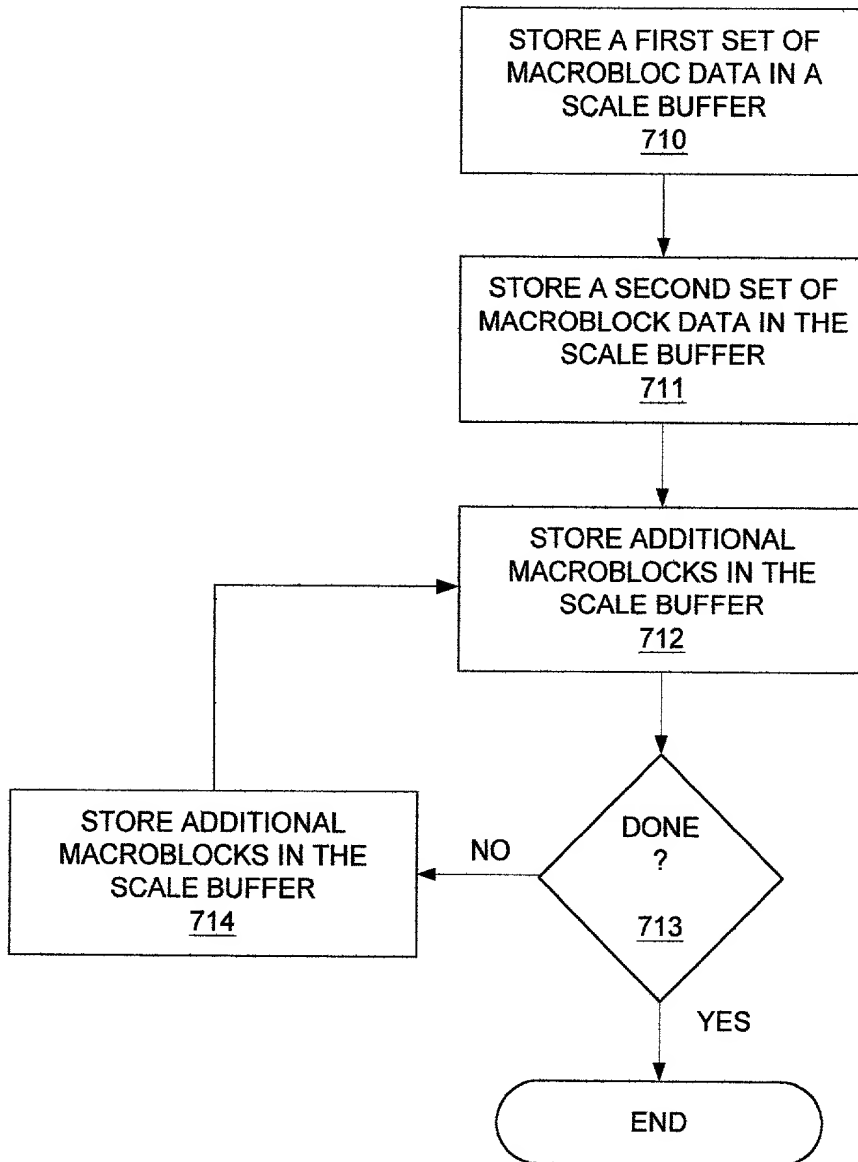 STORE A FIRST SET OF
MACROBLOC DATA IN A
SCALE BUFFER
710
STORE A SECOND SET OF
MACROBLOCK DATA IN THE
SCALE BUFFER
711
STORE ADDITIONAL
MACROBLOCKS IN THE
SCALE BUFFER
712
DONE
?
713
NO
STORE ADDITIONAL
MACROBLOCKS IN THE
SCALE BUFFER
714
YES
END